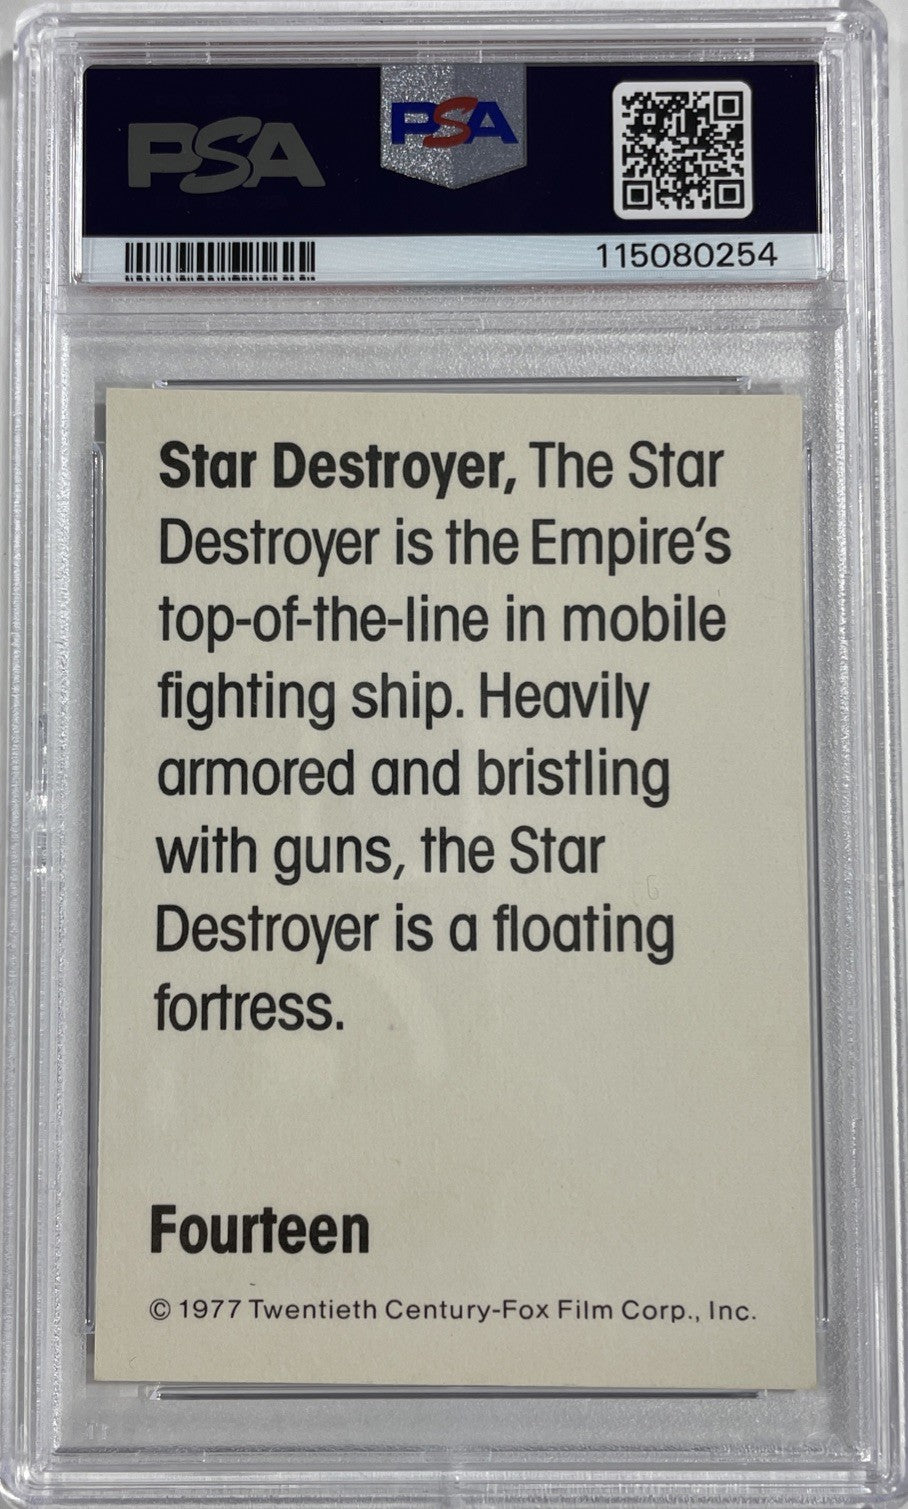 PSA
PSA
115080254
Star Destroyer, The Star
Destroyer is the Empire's
top-of-the-line in mobile
fighting ship. Heavily
armored and bristling
with guns, the Star
Destroyer is a floating
fortress.
Fourteen
© 1977 Twentieth Century-Fox Film Corp., Inc.